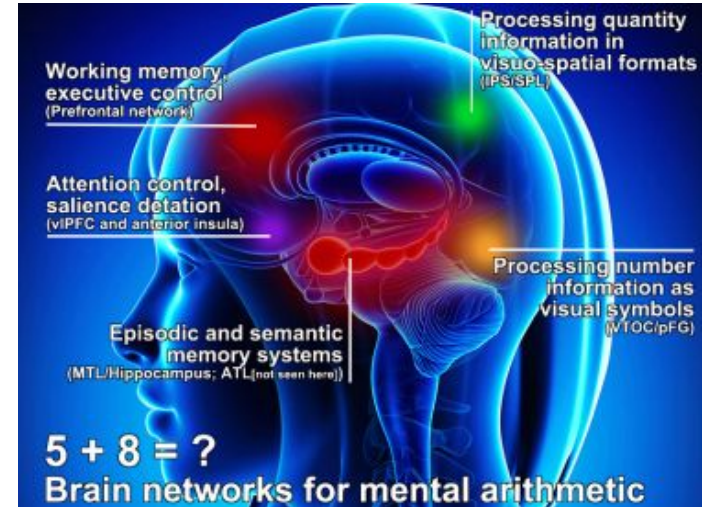 Processing quantity
information in
visuo-spatial formats
(IPS/SPL)
Working memory,
executive control
(Prefrontal network)
Attention control,
salience detation
(vlPFC and anterior insula)
Processing number
information as
visual symbols
(VTOC/pFG)
Episodic and semantic
memory systems
(MTL/Hippocampus; ATL[not seen here])
5 + 8 = ?
Brain networks for mental arithmetic